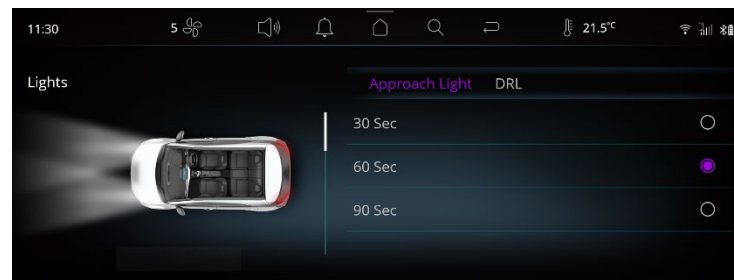 11:30 5 21.5°C
Lights
Approach Light DRL
30 Sec
60 Sec
90 Sec